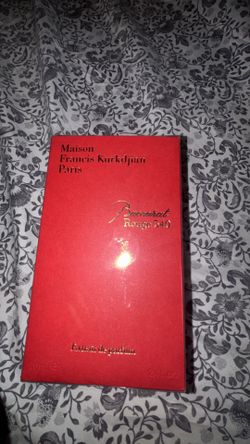 Maison
Francis Kurkdjian
Paris
Baccarat
Rouge 540
Extrait de parfum